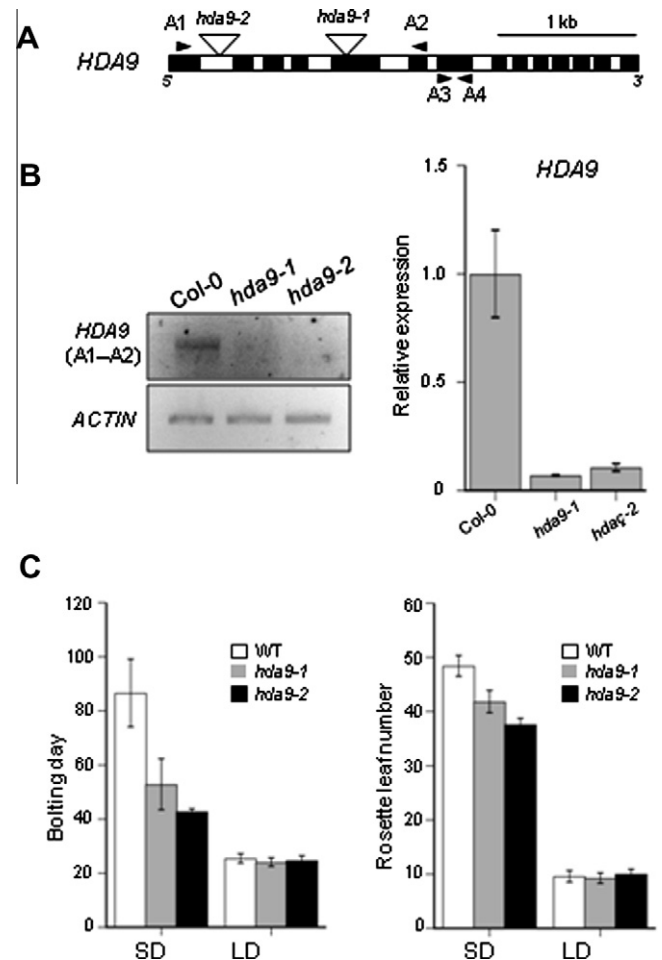 A
A1
hda9-2
hda9-1
A2
1 kb
HDA9
5'
3'
A3
A4
B
Col-0
hda9-1
hda9-2
HDA9
(A1–A2)
ACTIN
HDA9
Relative expression
1.5
1.0
0.5
0
Col-0
hda9-1
hdaç-2
C
Bolting day
120
100
80
60
40
20
0
WT
hda9-1
hda9-2
SD
LD
Rosette leaf number
60
50
40
30
20
10
0
WT
hda9-1
hda9-2
SD
LD